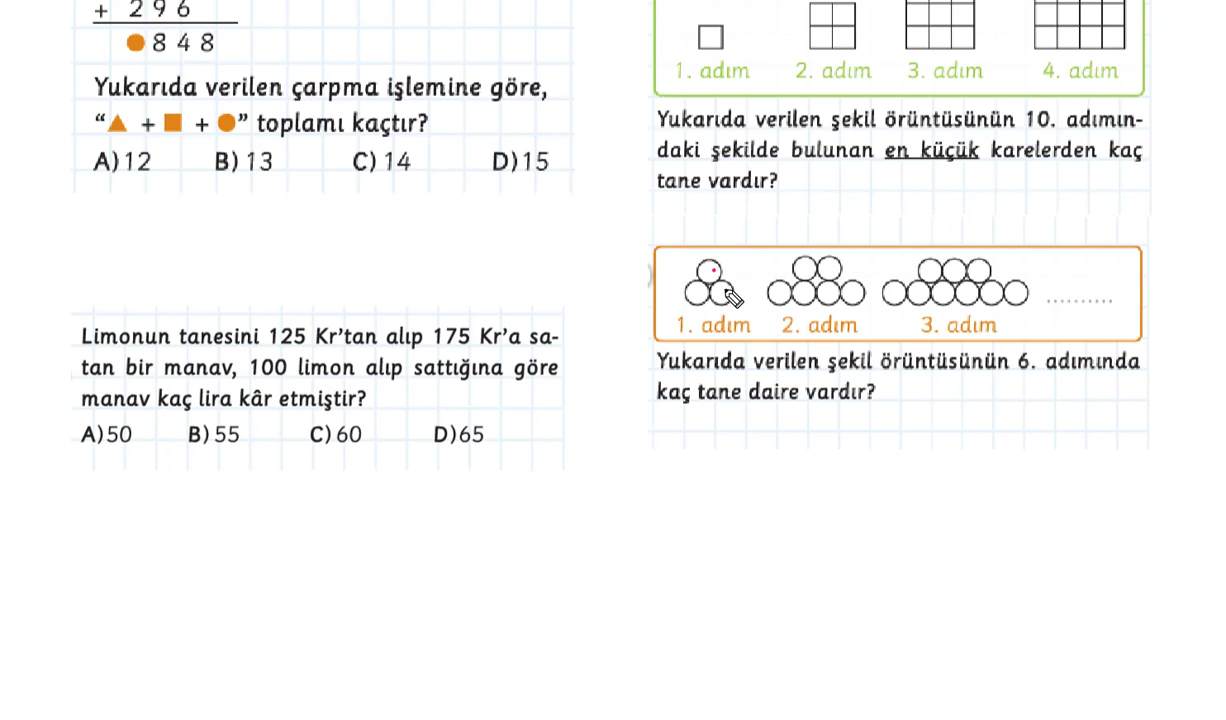 + 2 9 6
8 4 8
Yukarıda verilen çarpma işlemine göre,
“▲ + ■ + ●” toplamı kaçtır?
A) 12 B) 13 C) 14 D) 15
Limonun tanesini 125 Kr’tan alıp 175 Kr’a sa-
tan bir manav, 100 limon alıp sattığına göre
manav kaç lira kâr etmiştir?
A) 50 B) 55 C) 60 D) 65
1. adım 2. adım 3. adım 4. adım
Yukarıda verilen şekil örüntüsünün 10. adımın-
daki şekilde bulunan en küçük karelerden kaç
tane vardır?
..........
1. adım 2. adım 3. adım
Yukarıda verilen şekil örüntüsünün 6. adımında
kaç tane daire vardır?